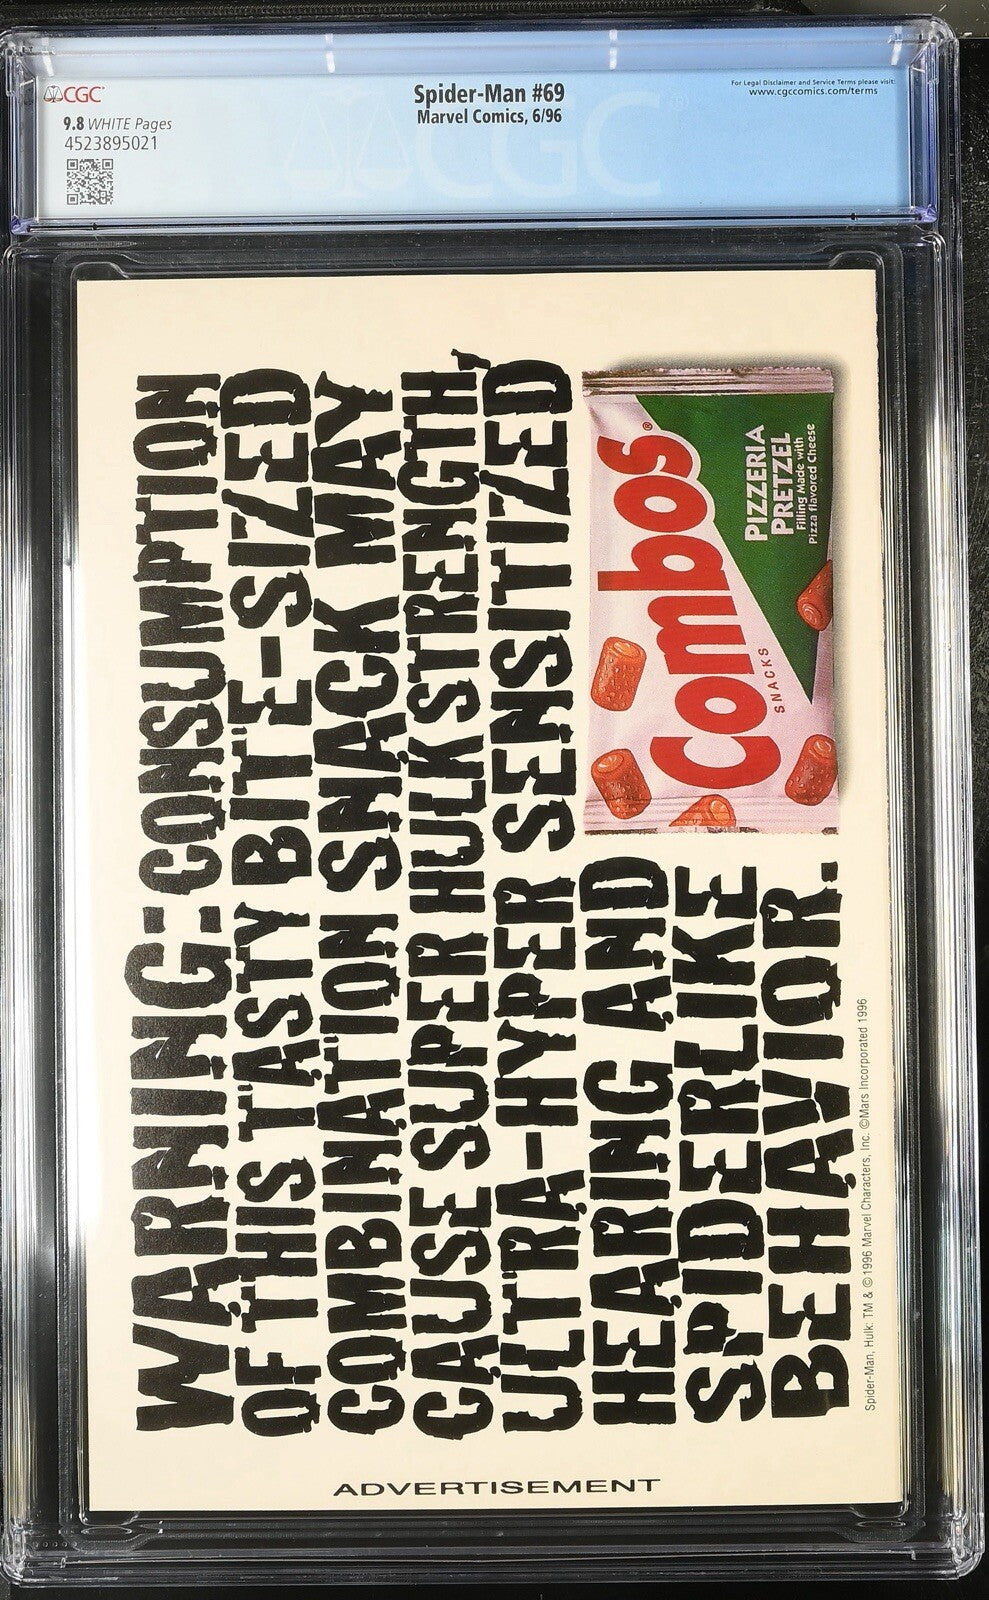 CGC
9.8 WHITE Pages
4523895021
Spider-Man #69
Marvel Comics, 6/96
For Legal Disclaimer and Service Terms please visit:
www.cgccomics.com/terms
CGC
WARNING: CONSUMPTION
OF THIS TASTY BITE-SIZED
COMBINATION SNACK MAY
CAUSE SUPER HULK STRENGTH,
ULTRA-HYPER SENSITIZED
HEARING AND
SPIDERLIKE
BEHAVIOR.
Combos®
SNACKS
PIZZERIA
PRETZEL
Filling Made with
Pizza flavored Cheese
Spider-Man, Hulk: TM & © 1996 Marvel Characters, Inc. ©Mars Incorporated 1996
ADVERTISEMENT